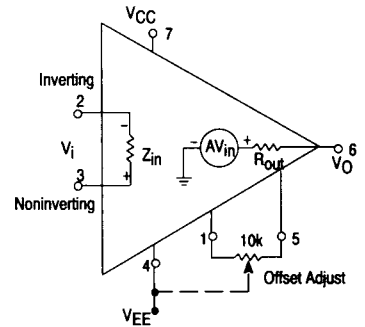 VCC
7
Inverting
2
Vi
Zin
AVin
Rout
6
VO
3
Noninverting
1
10k
5
4
Offset Adjust
VEE